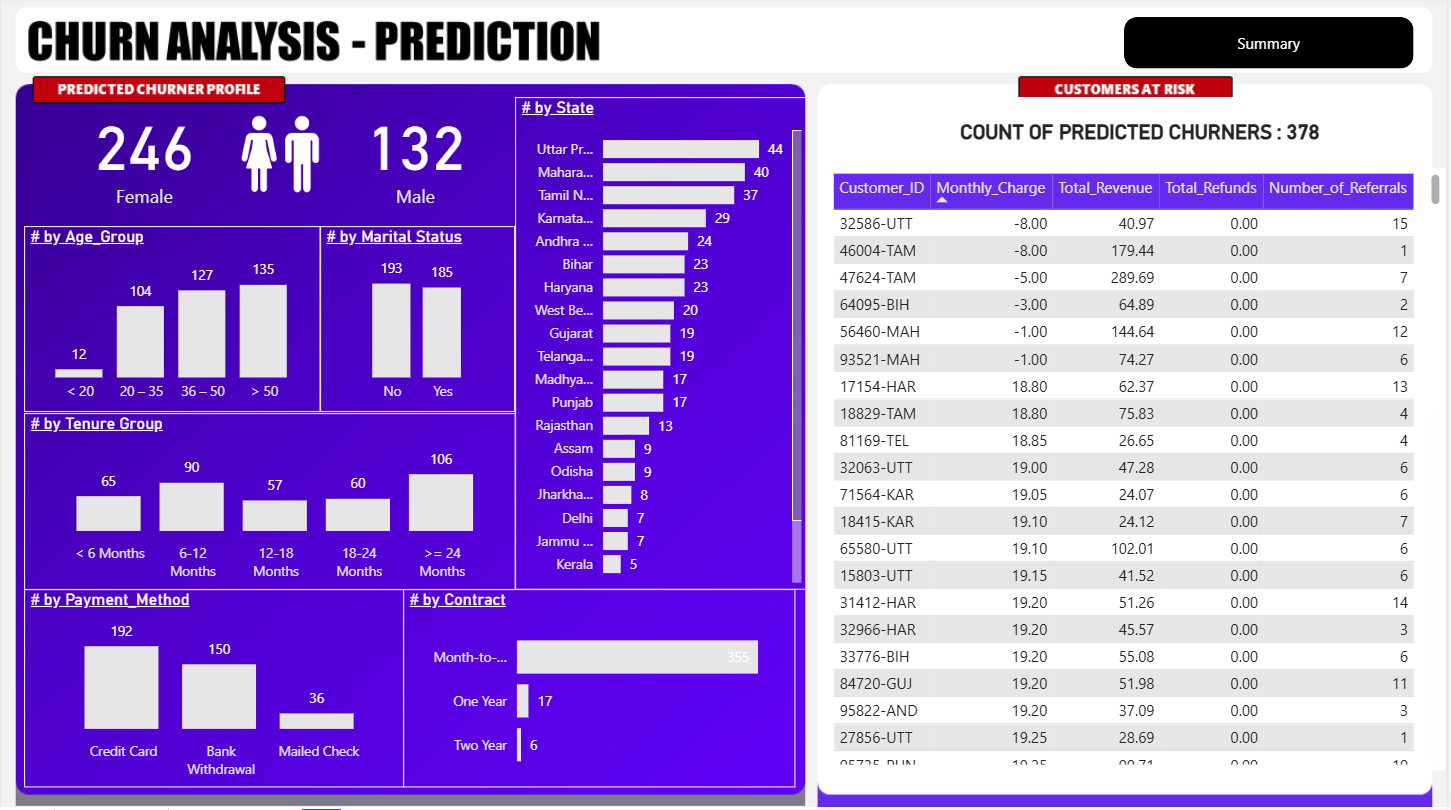 CHURN ANALYSIS - PREDICTION
Summary
PREDICTED CHURNER PROFILE
246
Female
132
Male
# by Age_Group
12
104
127
135
< 20
20 – 35
36 – 50
> 50
# by Marital Status
193
185
No
Yes
# by Tenure Group
65
90
57
60
106
< 6 Months
6-12
Months
12-18
Months
18-24
Months
>= 24
Months
# by Payment_Method
192
150
36
Credit Card
Bank
Withdrawal
Mailed Check
# by State
Uttar Pr... 44
Mahara... 40
Tamil N... 37
Karnata... 29
Andhra ... 24
Bihar 23
Haryana 23
West Be... 20
Gujarat 19
Telanga... 19
Madhya... 17
Punjab 17
Rajasthan 13
Assam 9
Odisha 9
Jharkha... 8
Delhi 7
Jammu ... 7
Kerala 5
# by Contract
Month-to-... 355
One Year 17
Two Year 6
CUSTOMERS AT RISK
COUNT OF PREDICTED CHURNERS : 378
Customer_ID Monthly_Charge Total_Revenue Total_Refunds Number_of_Referrals
32586-UTT -8.00 40.97 0.00 15
46004-TAM -8.00 179.44 0.00 1
47624-TAM -5.00 289.69 0.00 7
64095-BIH -3.00 64.89 0.00 2
56460-MAH -1.00 144.64 0.00 12
93521-MAH -1.00 74.27 0.00 6
17154-HAR 18.80 62.37 0.00 13
18829-TAM 18.80 75.83 0.00 4
81169-TEL 18.85 26.65 0.00 4
32063-UTT 19.00 47.28 0.00 6
71564-KAR 19.05 24.07 0.00 6
18415-KAR 19.10 24.12 0.00 7
65580-UTT 19.10 102.01 0.00 6
15803-UTT 19.15 41.52 0.00 6
31412-HAR 19.20 51.26 0.00 14
32966-HAR 19.20 45.57 0.00 3
33776-BIH 19.20 55.08 0.00 6
84720-GUJ 19.20 51.98 0.00 11
95822-AND 19.20 37.09 0.00 3
27856-UTT 19.25 28.69 0.00 1